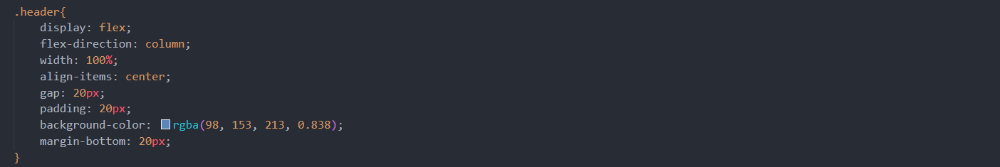 .header{
    display: flex;
    flex-direction: column;
    width: 100%;
    align-items: center;
    gap: 20px;
    padding: 20px;
    background-color: rgba(98, 153, 213, 0.838);
    margin-bottom: 20px;
}